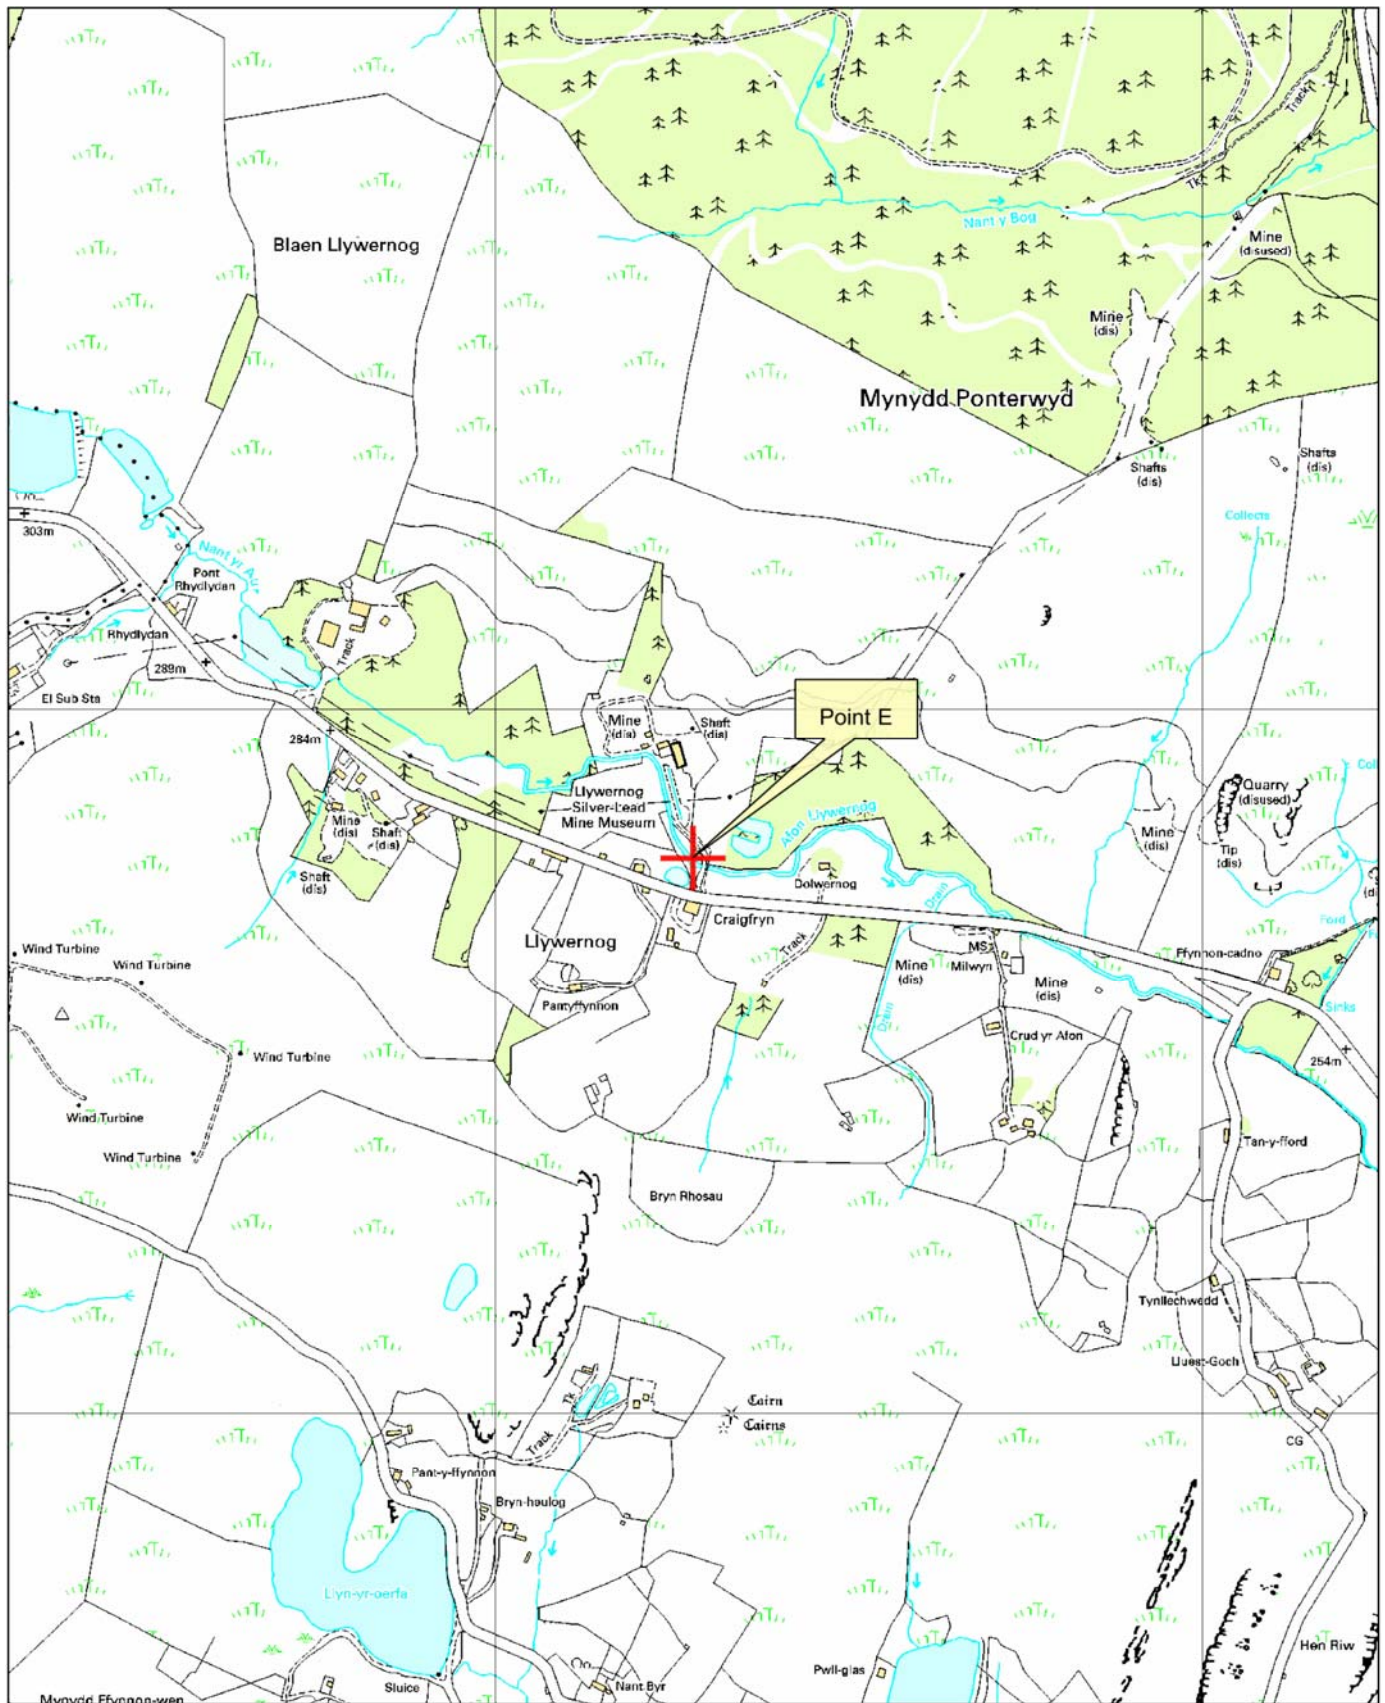 Track
Tk
Nant y Bog
Mine
(disused)
Blaen Llywernog
Mine
(dis)
Mynydd Ponterwyd
Shafts
(dis)
Shafts
(dis)
303m
Collects
Pont
Rhydlydan
Rhydlydan
Track
289m
El Sub Sta
284m
Mine
(dis)
Shaft
(dis)
Point E
Llywernog
Silver-Lead
Mine Museum
Afon Llywernog
Quarry
(disused)
Mine
(dis)
Shaft
(dis)
Shaft
(dis)
Mine
(dis)
Tip
(dis)
Dolwernog
Drain
Craigfryn
Ford
Llywernog
Track
MS
Wind Turbine
Wind Turbine
Mine
(dis)
Milwyn
Mine
(dis)
Ffynnon-cadno
Pantyffynnon
Drain
Sinks
Crud yr Afon
254m
Wind Turbine
Wind Turbine
Wind Turbine
Tan-y-ffordd
Bryn Rhosau
Tynllechwedd
Lluest-Goch
Tk
Cairn
Cairns
Track
CG
Pant-y-ffynnon
Bryn-heulog
Llyn-yr-oerfa
Hen Riw
Pwll-glas
Sluice
Nant Byr
Mynydd Ffynnon-wen